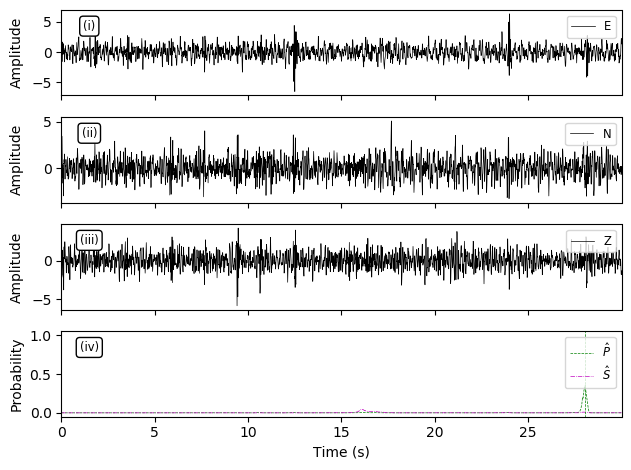 Amplitude
5
0
−5
(i)
E
Amplitude
5
0
(ii)
N
Amplitude
0
−5
(iii)
Z
Probability
1.0
0.5
0.0
(iv)
P̂
Ŝ
0 5 10 15 20 25
Time (s)